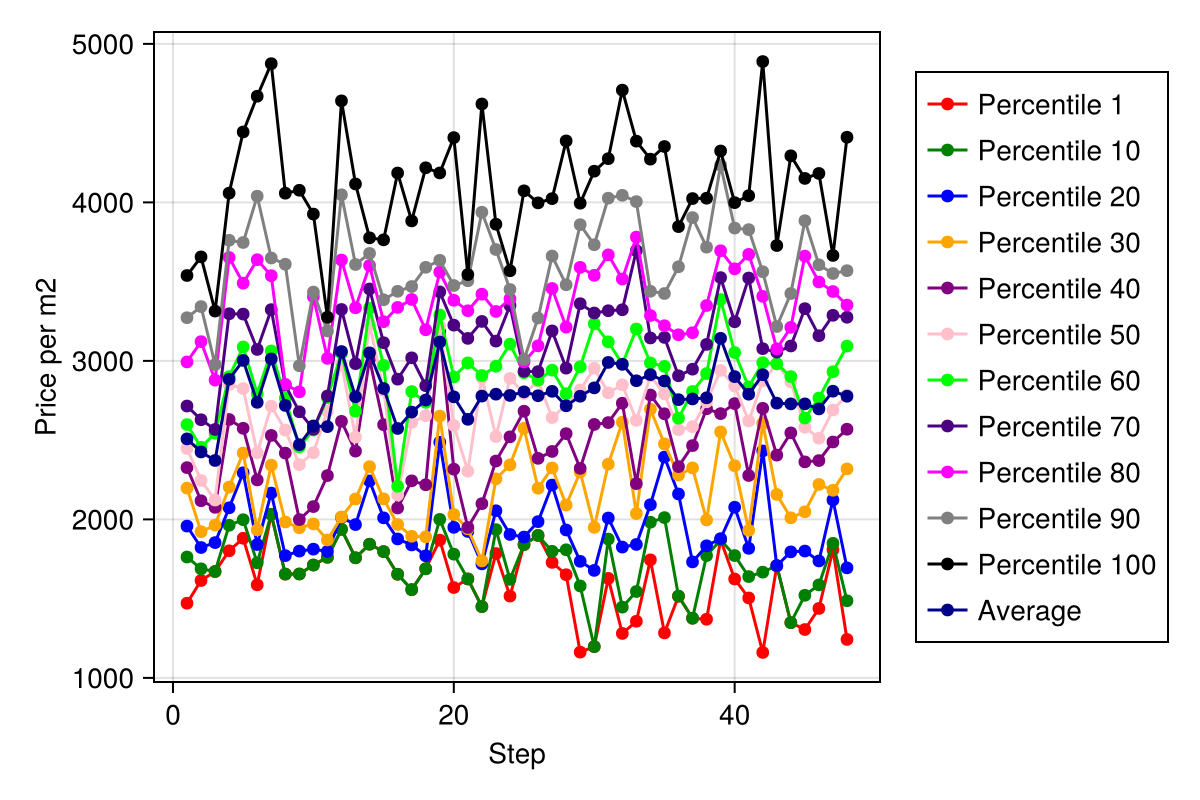 5000
4000
3000
2000
1000
Price per m2
0
20
40
Step
Percentile 1
Percentile 10
Percentile 20
Percentile 30
Percentile 40
Percentile 50
Percentile 60
Percentile 70
Percentile 80
Percentile 90
Percentile 100
Average